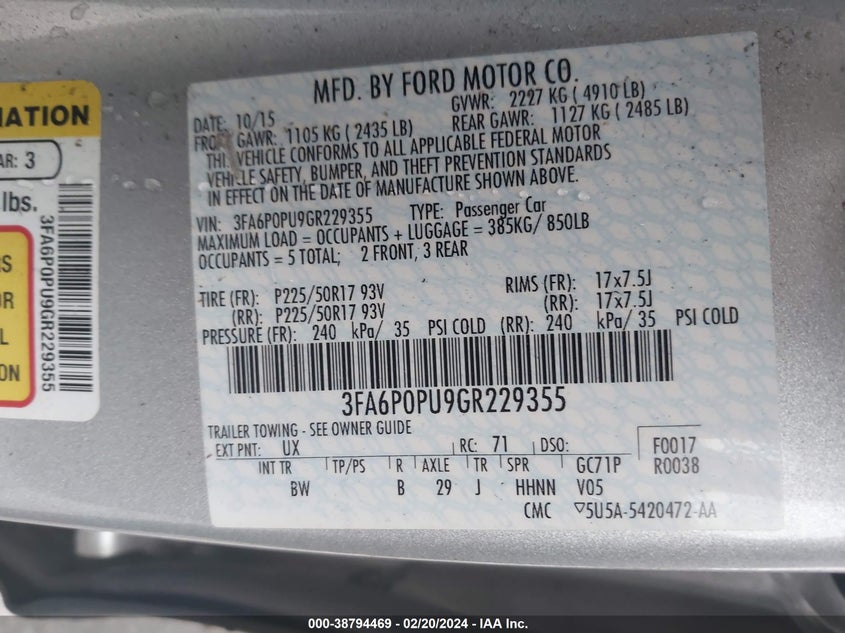 MFD. BY FORD MOTOR CO.
DATE: 10/15 GVWR: 2227 KG ( 4910 LB)
FRONT GAWR: 1105 KG ( 2435 LB) REAR GAWR: 1127 KG ( 2485 LB)
THIS VEHICLE CONFORMS TO ALL APPLICABLE FEDERAL MOTOR
VEHICLE SAFETY, BUMPER, AND THEFT PREVENTION STANDARDS
IN EFFECT ON THE DATE OF MANUFACTURE SHOWN ABOVE.
VIN: 3FA6P0PU9GR229355 TYPE: Passenger Car
MAXIMUM LOAD = OCCUPANTS + LUGGAGE = 385KG/ 850LB
OCCUPANTS = 5 TOTAL; 2 FRONT, 3 REAR
TIRE (FR): P225/50R17 93V RIMS (FR): 17x7.5J
(RR): P225/50R17 93V (RR): 17x7.5J
PRESSURE (FR): 240 kPa/ 35 PSI COLD (RR): 240 kPa/ 35 PSI COLD
3FA6P0PU9GR229355
TRAILER TOWING - SEE OWNER GUIDE
EXT PNT: UX RC: 71 DSO: F0017
R0038
INT TR TP/PS R AXLE TR SPR GC71P
BW B 29 J HHNN V05
CMC ▽5U5A-5420472-AA
MATION
AR: 3
lbs.
3FA6P0PU9GR229355
NS
OR
L
ON
000-38794469 - 02/20/2024 - IAA Inc.